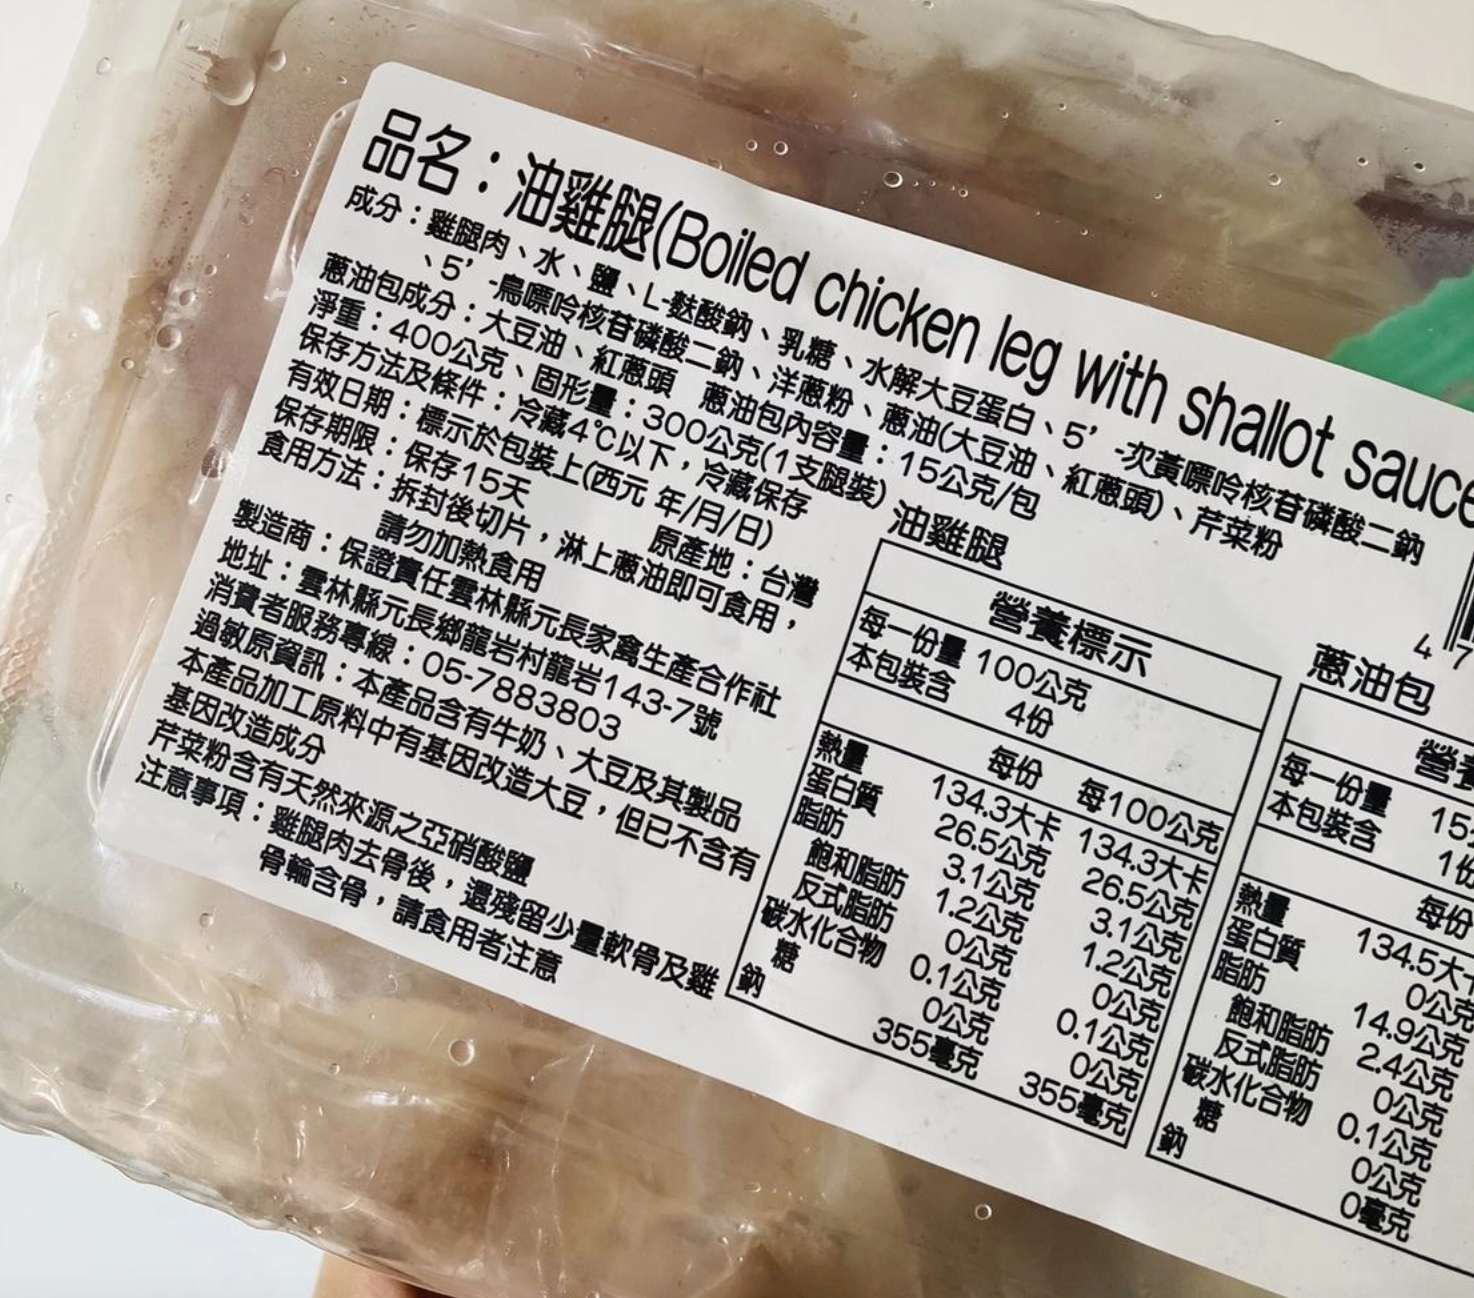 品名：油雞腿(Boiled chicken leg with shallot sauce
成分：雞腿肉、水、鹽、L-麩酸鈉、乳糖、水解大豆蛋白、5’-次黃嘌呤核苷磷酸二鈉
、5’-鳥嘌呤核苷磷酸二鈉、洋蔥粉、蔥油(大豆油、紅蔥頭)、芹菜粉
蔥油包成分：大豆油、紅蔥頭 蔥油包內容量：15公克/包
淨重：400公克、固形量：300公克(1支腿裝)
保存方法及條件：冷藏4℃以下，冷藏保存
有效日期：標示於包裝上(西元 年/月/日)
保存期限：保存15天 原產地：台灣
食用方法：拆封後切片，淋上蔥油即可食用，
請勿加熱食用
製造商：保證責任雲林縣元長家禽生產合作社
地址：雲林縣元長鄉龍岩村龍岩143-7號
消費者服務專線：05-7883803
過敏原資訊：本產品含有牛奶、大豆及其製品
本產品加工原料中有基因改造大豆，但已不含有
基因改造成分
芹菜粉含有天然來源之亞硝酸鹽
注意事項：雞腿肉去骨後，還殘留少量軟骨及雞
骨輪含骨，請食用者注意
油雞腿
營養標示
每一份量 100公克
本包裝含 4份
每份 每100公克
熱量 134.3大卡 134.3大卡
蛋白質 26.5公克 26.5公克
脂肪 3.1公克 3.1公克
飽和脂肪 1.2公克 1.2公克
反式脂肪 0公克 0公克
碳水化合物 0.1公克 0.1公克
糖 0公克 0公克
鈉 355毫克 355毫克
4 7
蔥油包
營養
每一份量 15
本包裝含 1份
每份
熱量 134.5大卡
蛋白質 0公克
脂肪 14.9公克
飽和脂肪 2.4公克
反式脂肪 0公克
碳水化合物 0.1公克
糖 0公克
鈉 0毫克